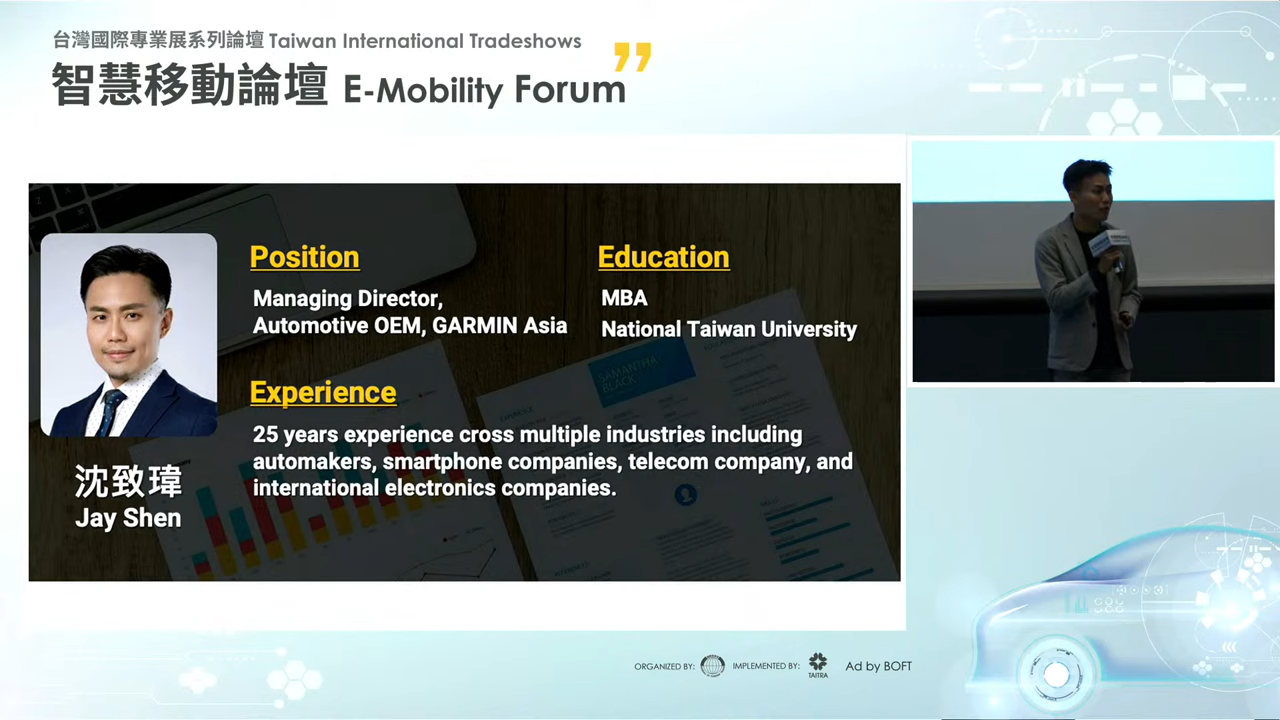 台灣國際專業展系列論壇 Taiwan International Tradeshows
智慧移動論壇 E-Mobility Forum
Position
Managing Director,
Automotive OEM, GARMIN Asia
Education
MBA
National Taiwan University
Experience
25 years experience cross multiple industries including
automakers, smartphone companies, telecom company, and
international electronics companies.
沈致瑋
Jay Shen
SAMANTHA
BLACK
ORGANIZED BY:
IMPLEMENTED BY:
TAITRA
Ad by BOFT